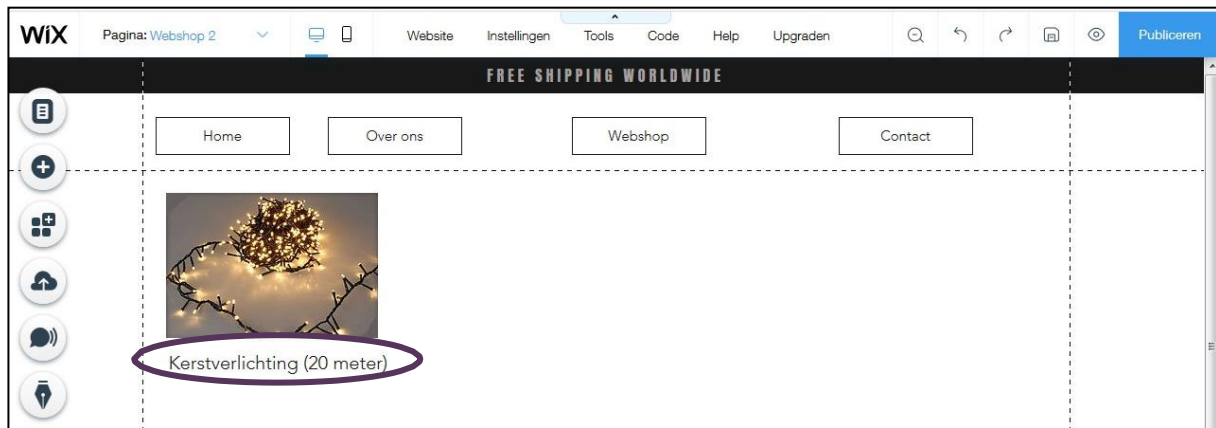 WiX Pagina: Webshop 2 Website Instellingen Tools Code Help Upgraden Publiceren
FREE SHIPPING WORLDWIDE
Home Over ons Webshop Contact
Kerstverlichting (20 meter)